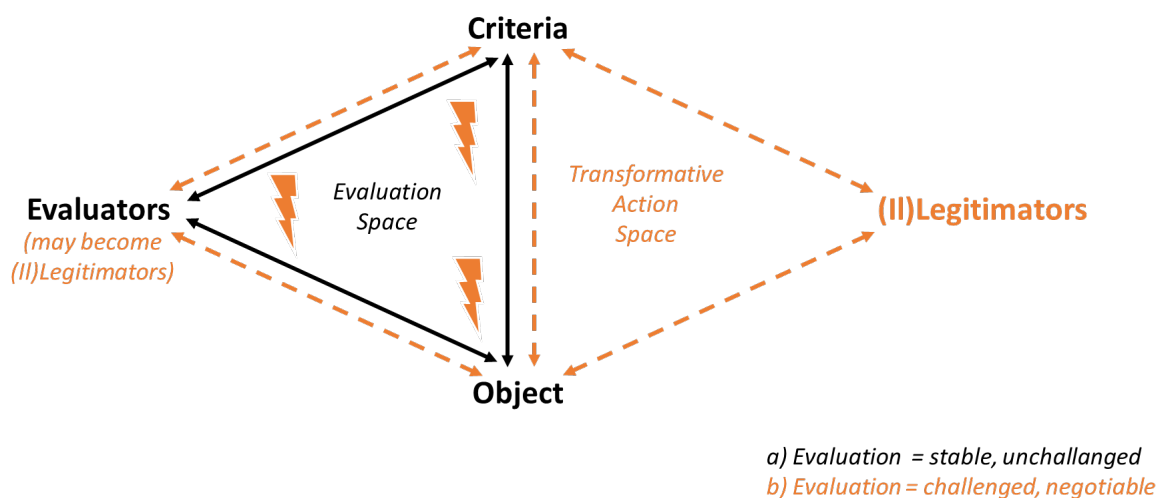 Criteria
Evaluation
Space
Transformative
Action
Space
Evaluators
(may become
(Il)Legitimators)
(Il)Legitimators
Object
a) Evaluation = stable, unchallanged
b) Evaluation = challenged, negotiable